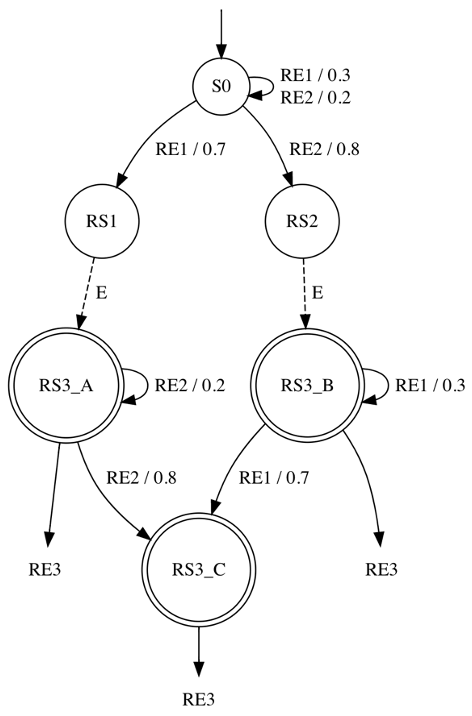 S0
RE1 / 0.3
RE2 / 0.2
RE1 / 0.7
RE2 / 0.8
RS1
RS2
E
E
RS3_A
RE2 / 0.2
RS3_B
RE1 / 0.3
RE2 / 0.8
RE1 / 0.7
RE3
RS3_C
RE3
RE3